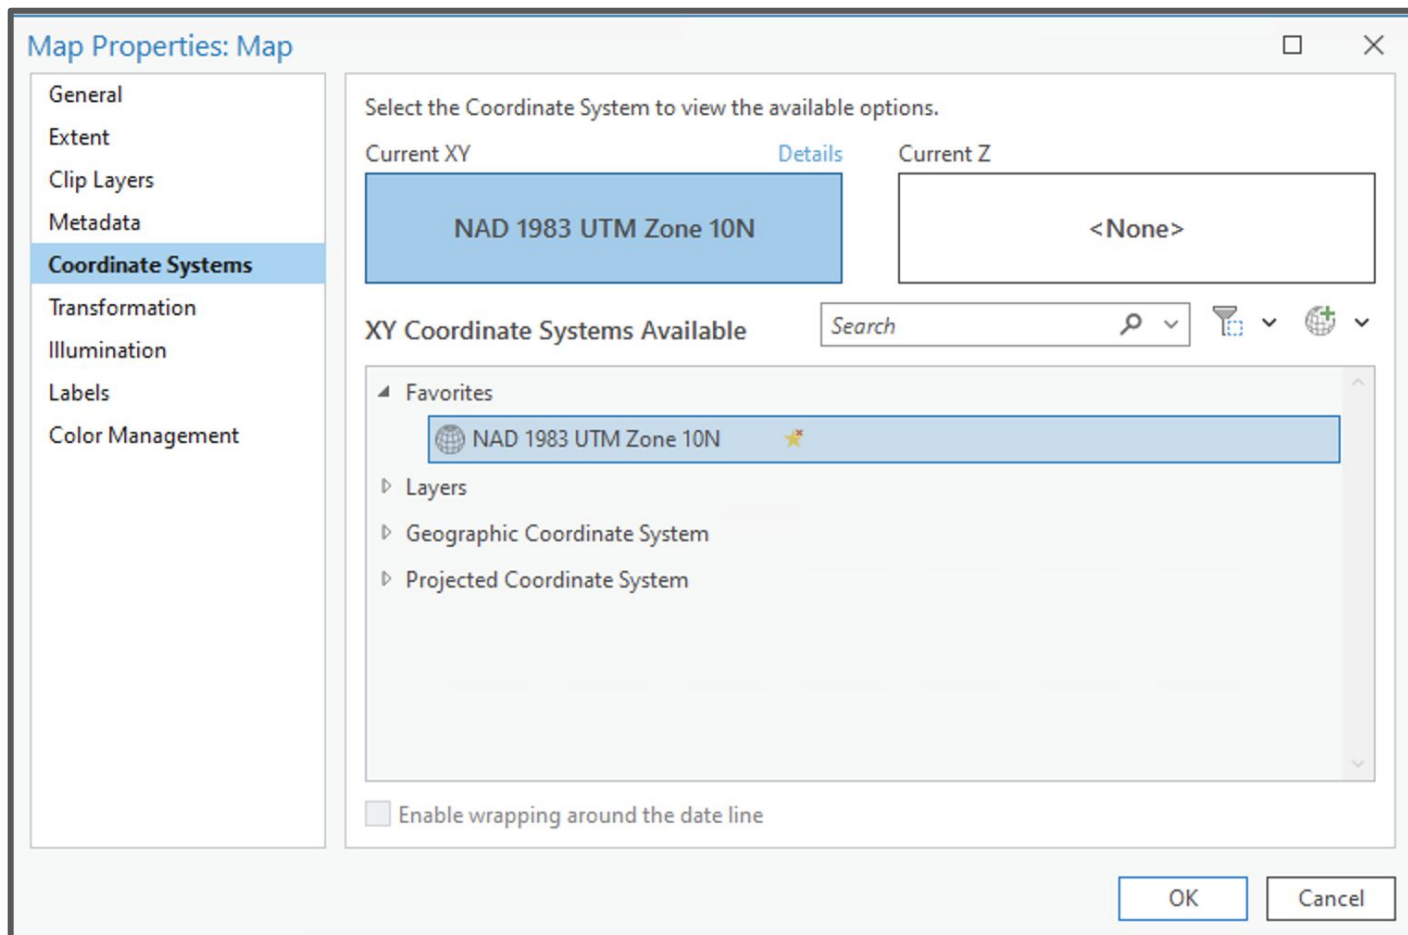 Map Properties: Map
General
Extent
Clip Layers
Metadata
Coordinate Systems
Transformation
Illumination
Labels
Color Management
Select the Coordinate System to view the available options.
Current XY Details Current Z
NAD 1983 UTM Zone 10N <None>
XY Coordinate Systems Available Search
Favorites
NAD 1983 UTM Zone 10N
Layers
Geographic Coordinate System
Projected Coordinate System
Enable wrapping around the date line
OK Cancel